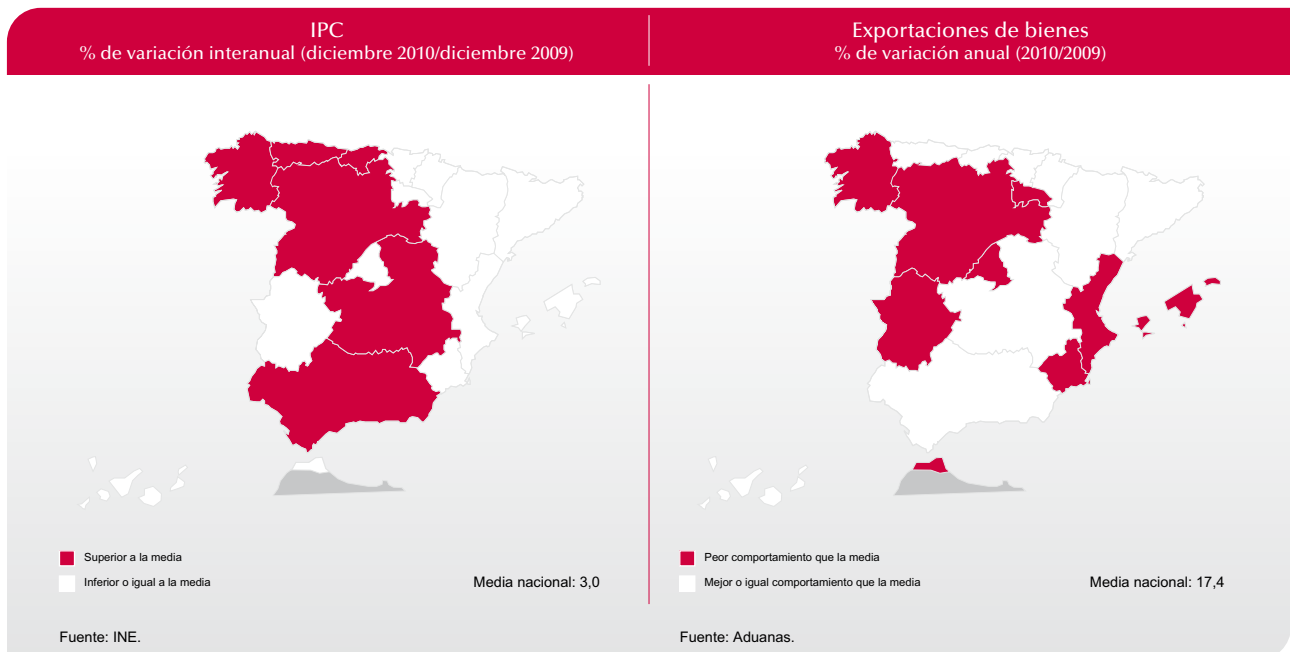 IPC
% de variación interanual (diciembre 2010/diciembre 2009)
Superior a la media
Inferior o igual a la media
Media nacional: 3,0
Fuente: INE.
Exportaciones de bienes
% de variación anual (2010/2009)
Peor comportamiento que la media
Mejor o igual comportamiento que la media
Media nacional: 17,4
Fuente: Aduanas.